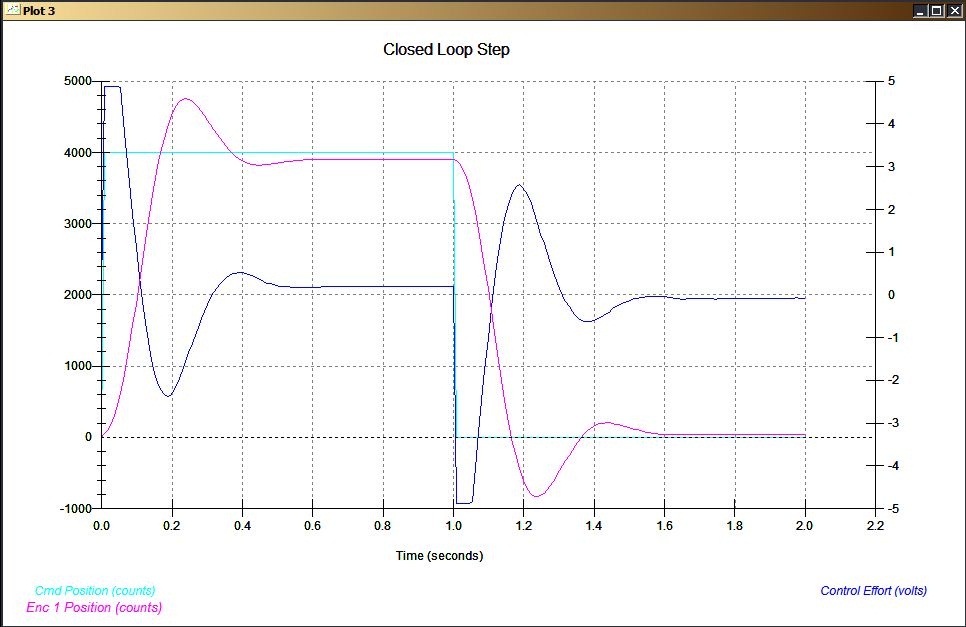 Plot 3
Closed Loop Step
5000 5
4
4000
3
3000
2
1
2000 0
-1
1000
-2
-3
0
-4
-1000 -5
0.0 0.2 0.4 0.6 0.8 1.0 1.2 1.4 1.6 1.8 2.0 2.2
Time (seconds)
Cmd Position (counts) Control Effort (volts)
Enc 1 Position (counts)